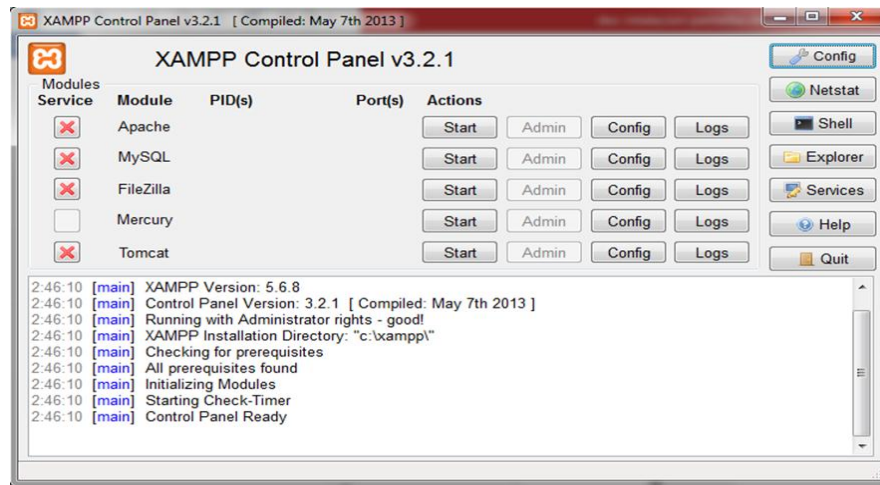 XAMPP Control Panel v3.2.1 [ Compiled: May 7th 2013 ]
XAMPP Control Panel v3.2.1
Config
Modules
Service Module PID(s) Port(s) Actions
Netstat
Apache Start Admin Config Logs
Shell
MySQL Start Admin Config Logs
Explorer
FileZilla Start Admin Config Logs
Services
Mercury Start Admin Config Logs
Help
Tomcat Start Admin Config Logs
Quit
2:46:10 [main] XAMPP Version: 5.6.8
2:46:10 [main] Control Panel Version: 3.2.1 [ Compiled: May 7th 2013 ]
2:46:10 [main] Running with Administrator rights - good!
2:46:10 [main] XAMPP Installation Directory: "c:\xampp\"
2:46:10 [main] Checking for prerequisites
2:46:10 [main] All prerequisites found
2:46:10 [main] Initializing Modules
2:46:10 [main] Starting Check-Timer
2:46:10 [main] Control Panel Ready